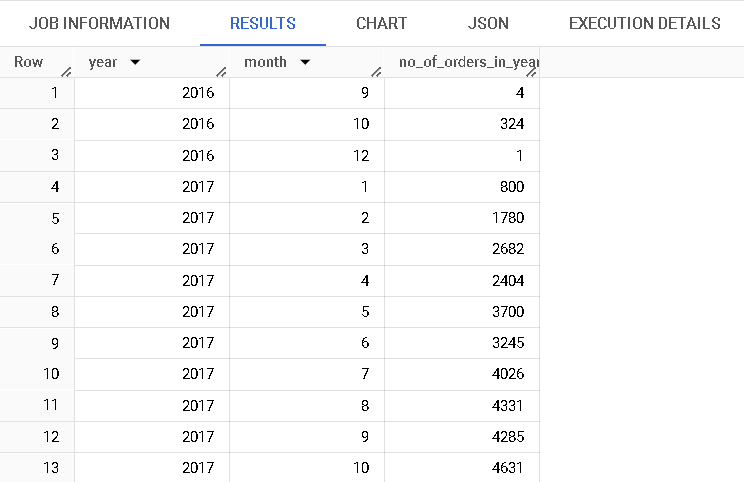 JOB INFORMATION RESULTS CHART JSON EXECUTION DETAILS
Row year month no_of_orders_in_year
1 2016 9 4
2 2016 10 324
3 2016 12 1
4 2017 1 800
5 2017 2 1780
6 2017 3 2682
7 2017 4 2404
8 2017 5 3700
9 2017 6 3245
10 2017 7 4026
11 2017 8 4331
12 2017 9 4285
13 2017 10 4631